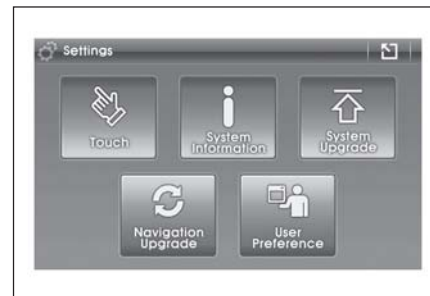 Settings
Touch
System
Information
System
Upgrade
Navigation
Upgrade
User
Preference